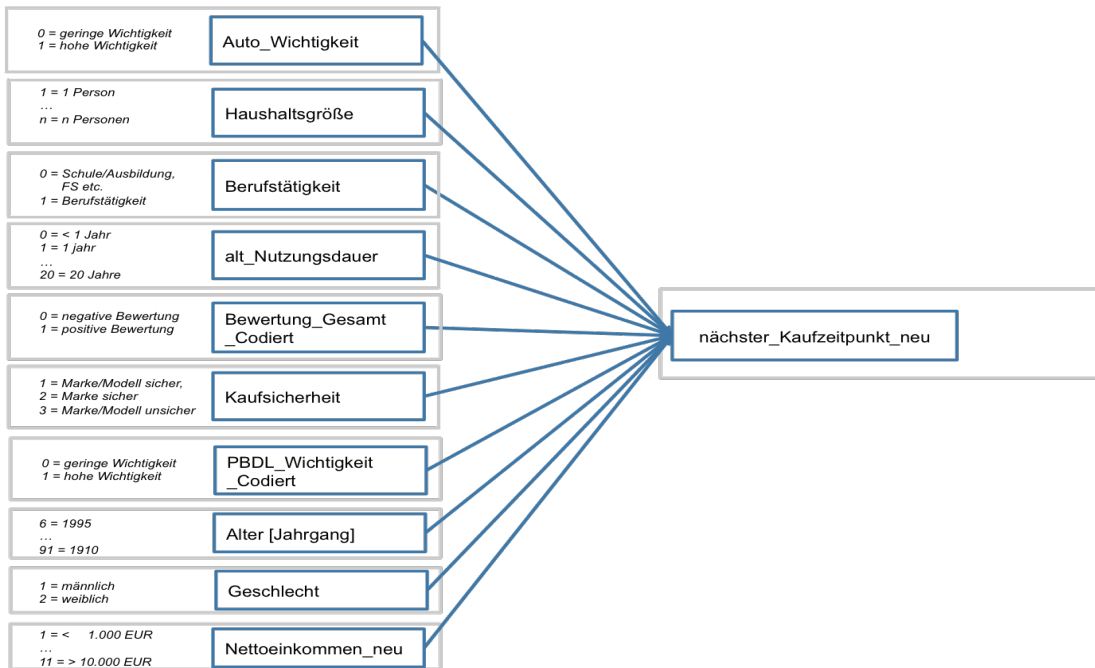 0 = geringe Wichtigkeit
1 = hohe Wichtigkeit
Auto_Wichtigkeit
1 = 1 Person
...
n = n Personen
Haushaltsgröße
0 = Schule/Ausbildung,
FS etc.
1 = Berufstätigkeit
Berufstätigkeit
0 = < 1 Jahr
1 = 1 jahr
...
20 = 20 Jahre
alt_Nutzungsdauer
0 = negative Bewertung
1 = positive Bewertung
Bewertung_Gesamt
_Codiert
nächster_Kaufzeitpunkt_neu
1 = Marke/Modell sicher,
2 = Marke sicher
3 = Marke/Modell unsicher
Kaufsicherheit
0 = geringe Wichtigkeit
1 = hohe Wichtigkeit
PBDL_Wichtigkeit
_Codiert
6 = 1995
...
91 = 1910
Alter [Jahrgang]
1 = männlich
2 = weiblich
Geschlecht
1 = < 1.000 EUR
...
11 = > 10.000 EUR
Nettoeinkommen_neu